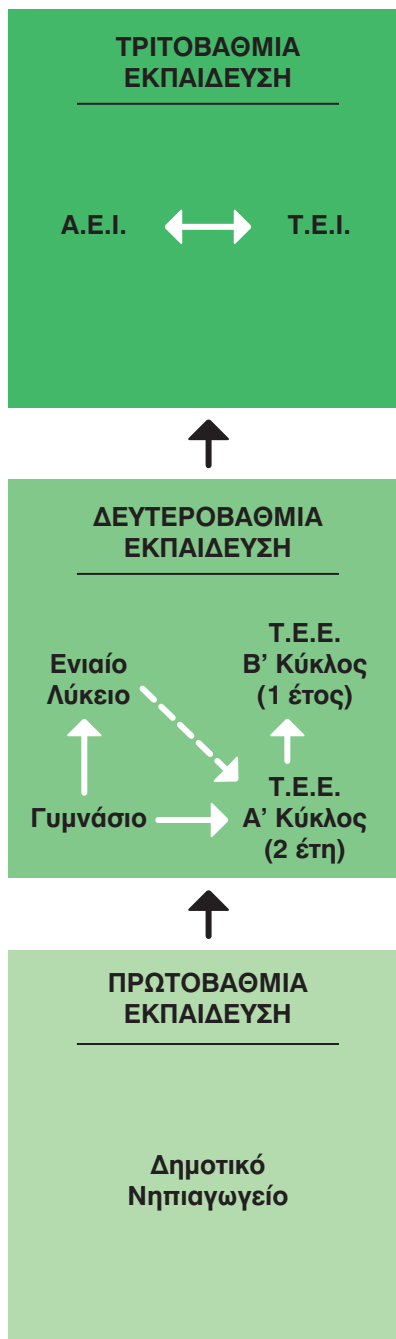 ΤΡΙΤΟΒΑΘΜΙΑ
ΕΚΠΑΙΔΕΥΣΗ
Α.Ε.Ι.
Τ.Ε.Ι.
ΔΕΥΤΕΡΟΒΑΘΜΙΑ
ΕΚΠΑΙΔΕΥΣΗ
Ενιαίο
Λύκειο
Τ.Ε.Ε.
Β’ Κύκλος
(1 έτος)
Γυμνάσιο
Τ.Ε.Ε.
Α’ Κύκλος
(2 έτη)
ΠΡΩΤΟΒΑΘΜΙΑ
ΕΚΠΑΙΔΕΥΣΗ
Δημοτικό
Νηπιαγωγείο